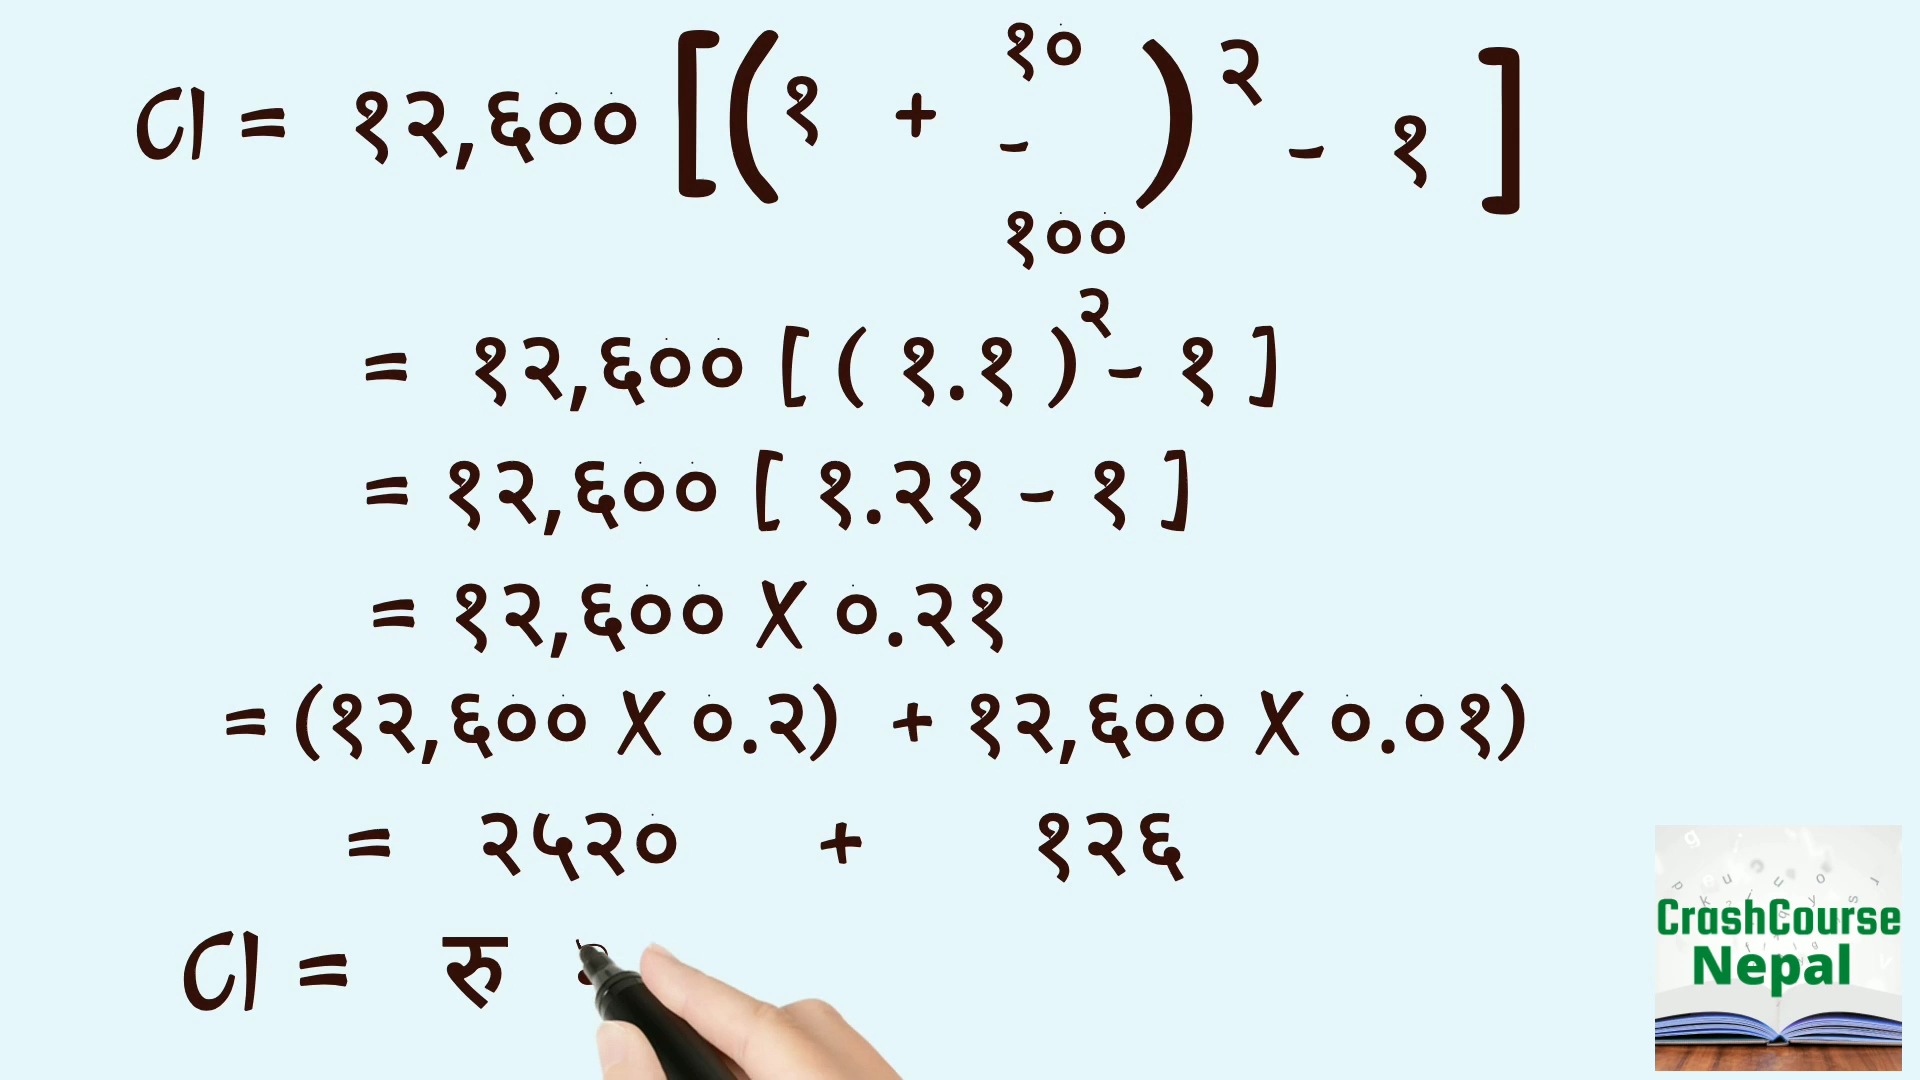 CI = १२,६०० [(१ + १०/१००)^२ - १]
= १२,६०० [ ( १.१ )^२ - १ ]
= १२,६०० [ १.२१ - १ ]
= १२,६०० X ०.२१
= (१२,६०० X ०.२) + १२,६०० X ०.०१)
= २५२० + १२६
CI = रु
CrashCourse
Nepal